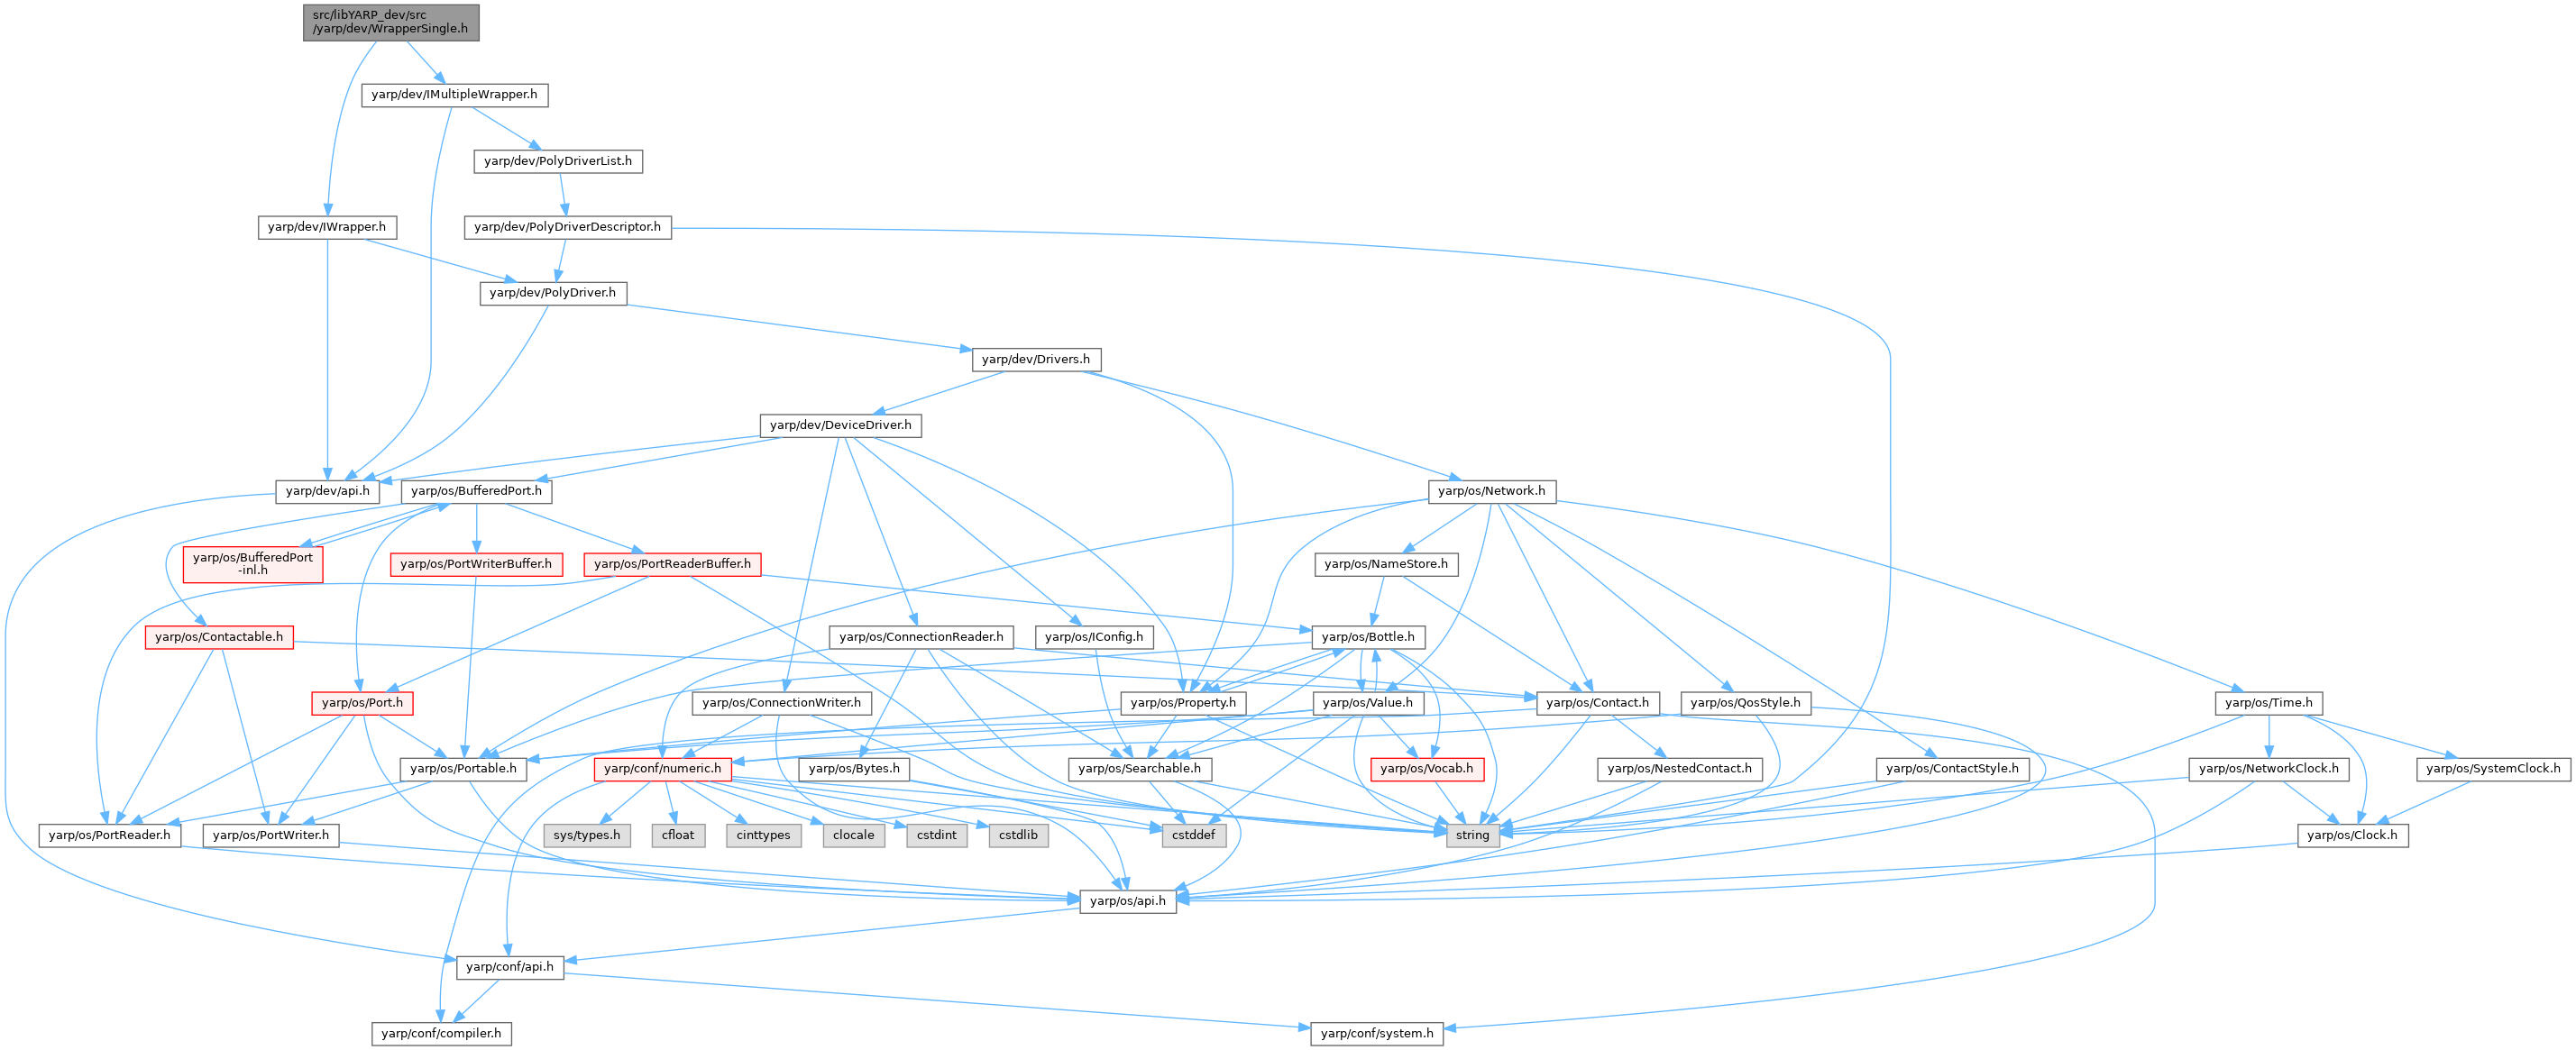 src/libYARP_dev/src
/yarp/dev/WrapperSingle.h
yarp/dev/IMultipleWrapper.h
yarp/dev/PolyDriverList.h
yarp/dev/IWrapper.h
yarp/dev/PolyDriverDescriptor.h
yarp/dev/PolyDriver.h
yarp/dev/Drivers.h
yarp/dev/DeviceDriver.h
yarp/dev/api.h
yarp/os/BufferedPort.h
yarp/os/Network.h
yarp/os/BufferedPort
-inl.h
yarp/os/PortWriterBuffer.h
yarp/os/PortReaderBuffer.h
yarp/os/NameStore.h
yarp/os/Contactable.h
yarp/os/ConnectionReader.h
yarp/os/IConfig.h
yarp/os/Bottle.h
yarp/os/Port.h
yarp/os/ConnectionWriter.h
yarp/os/Property.h
yarp/os/Value.h
yarp/os/Contact.h
yarp/os/QosStyle.h
yarp/os/Time.h
yarp/os/Portable.h
yarp/conf/numeric.h
yarp/os/Bytes.h
yarp/os/Searchable.h
yarp/os/Vocab.h
yarp/os/NestedContact.h
yarp/os/ContactStyle.h
yarp/os/NetworkClock.h
yarp/os/SystemClock.h
yarp/os/PortReader.h
yarp/os/PortWriter.h
sys/types.h
cfloat
cinttypes
clocale
cstdint
cstdlib
cstddef
string
yarp/os/Clock.h
yarp/os/api.h
yarp/conf/api.h
yarp/conf/compiler.h
yarp/conf/system.h